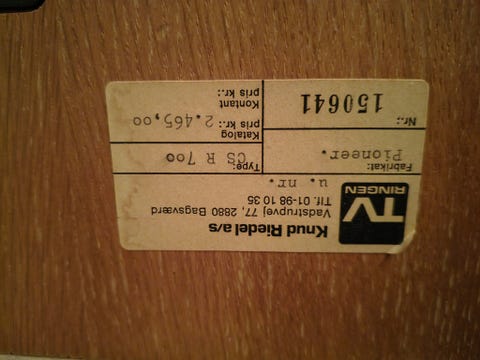 TV
RINGEN
Knud Riedel a/s
Vadstrupvej 77, 2880 Bagsværd
Tlf. 01-98 10 35
u. nr.
Fabrikat: Pioneer.
Type: CS R 700
Nr.: 150641
Katalog
pris kr.: 2.465,00
Kontant
pris kr.: